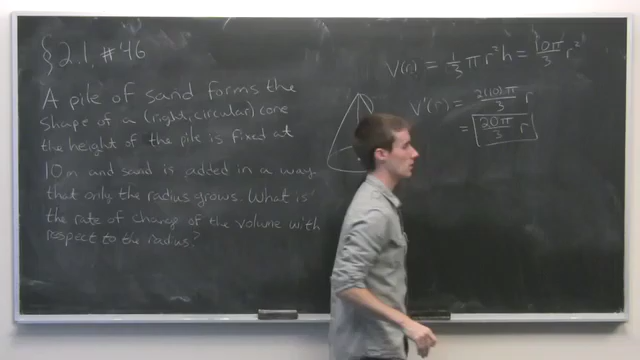 § 2.1, #46
A pile of sand forms the
shape of a (right, circular) cone
the height of the pile is fixed at
10m and sand is added in a way
that only the radius grows. What is
the rate of change of the volume with
respect to the radius?
V(r) = 1/3 π r² h = 10π/3 r²
V'(r) = 2(10)π/3 r
= 20π/3 r